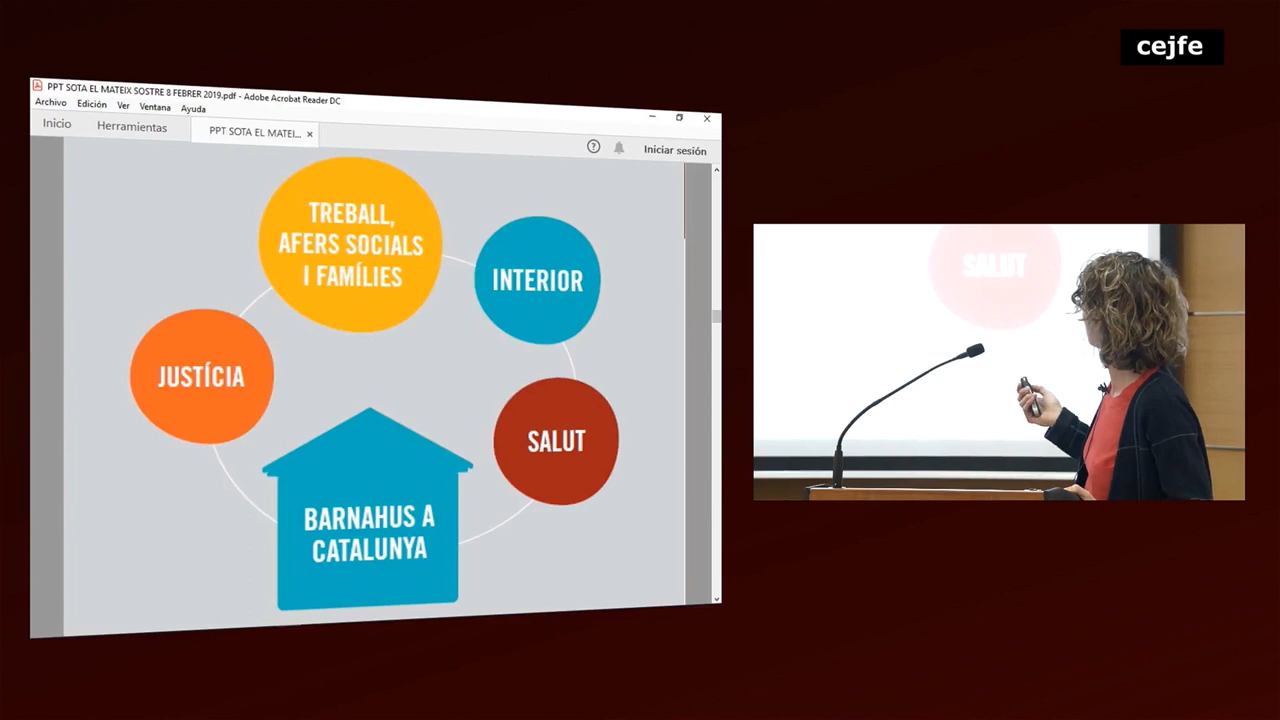 cejfe
PPT SOTA EL MATEIX SOSTRE 8 FEBRER 2019.pdf - Adobe Acrobat Reader DC
Archivo Edición Ver Ventana Ayuda
Inicio Herramientas PPT SOTA EL MATEI... × Iniciar sesión
TREBALL,
AFERS SOCIALS
I FAMÍLIES
INTERIOR
JUSTÍCIA
SALUT
BARNAHUS A
CATALUNYA
SALUT